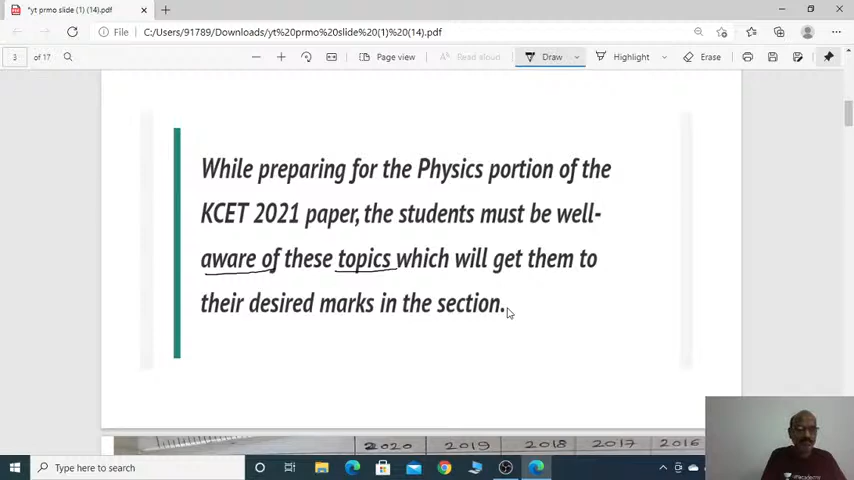 *yt prmo slide (1) (14).pdf
File C:/Users/91789/Downloads/yt%20prmo%20slide%20(1)%20(14).pdf
3 of 17 Page view Read aloud Draw Highlight Erase
While preparing for the Physics portion of the
KCET 2021 paper, the students must be well-
aware of these topics which will get them to
their desired marks in the section.
2020 2019 2018 2017 2016
Type here to search